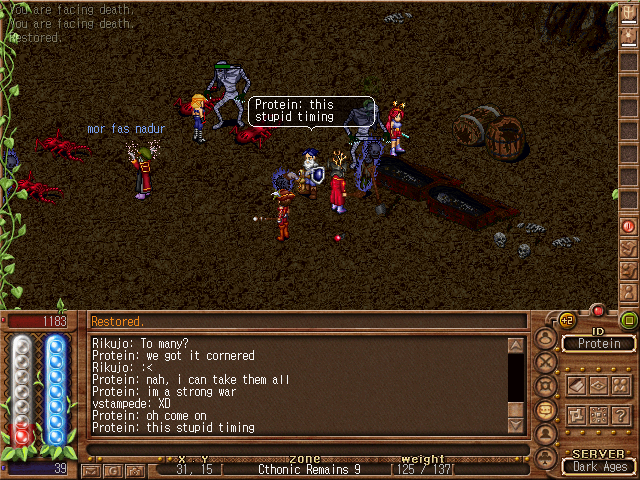 You are facing death.
You are facing death.
Restored.
Protein: this
stupid timing
mor fas nadur
1183
Restored.
+2
ID
Protein
Rikujo: To many?
Protein: we got it cornered
Rikujo: :<
Protein: nah, i can take them all
Protein: im a strong war
vstampede: XD
Protein: oh come on
Protein: this stupid timing
?
x y zone weight
39
G
31, 15 [ Cthonic Remains 9 [125 / 137[
SERVER
Dark Ages